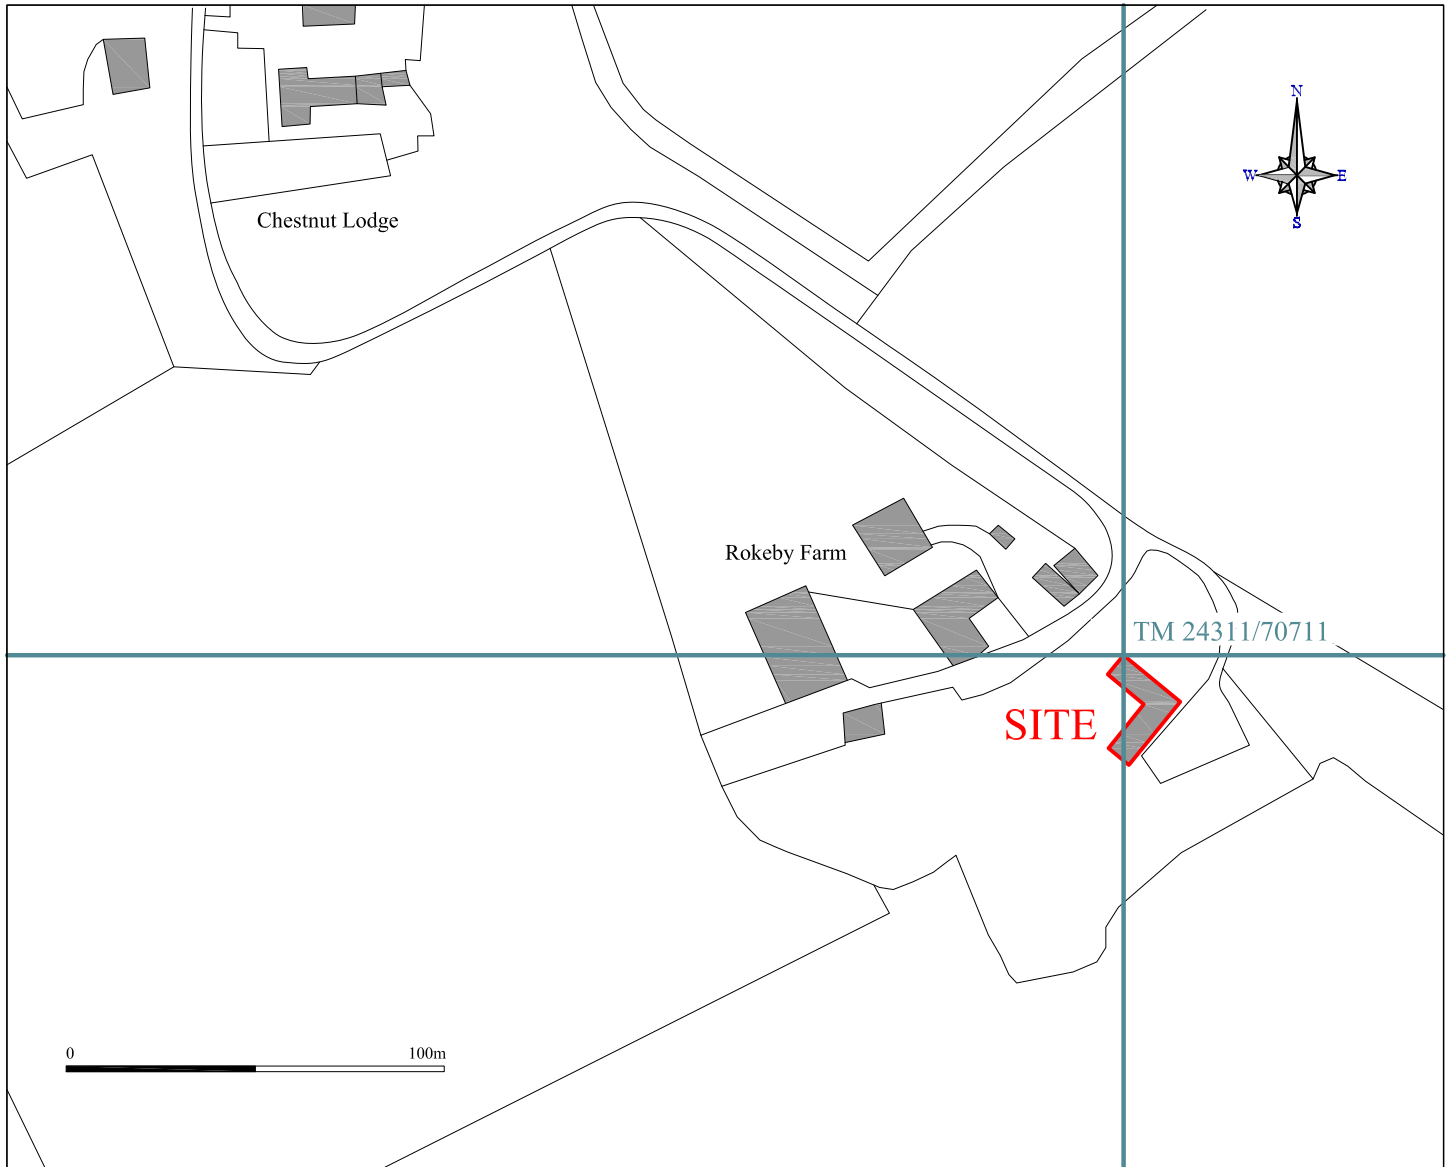 N
W E
S
Chestnut Lodge
Rokeby Farm
TM 24311/70711
SITE
0 100m